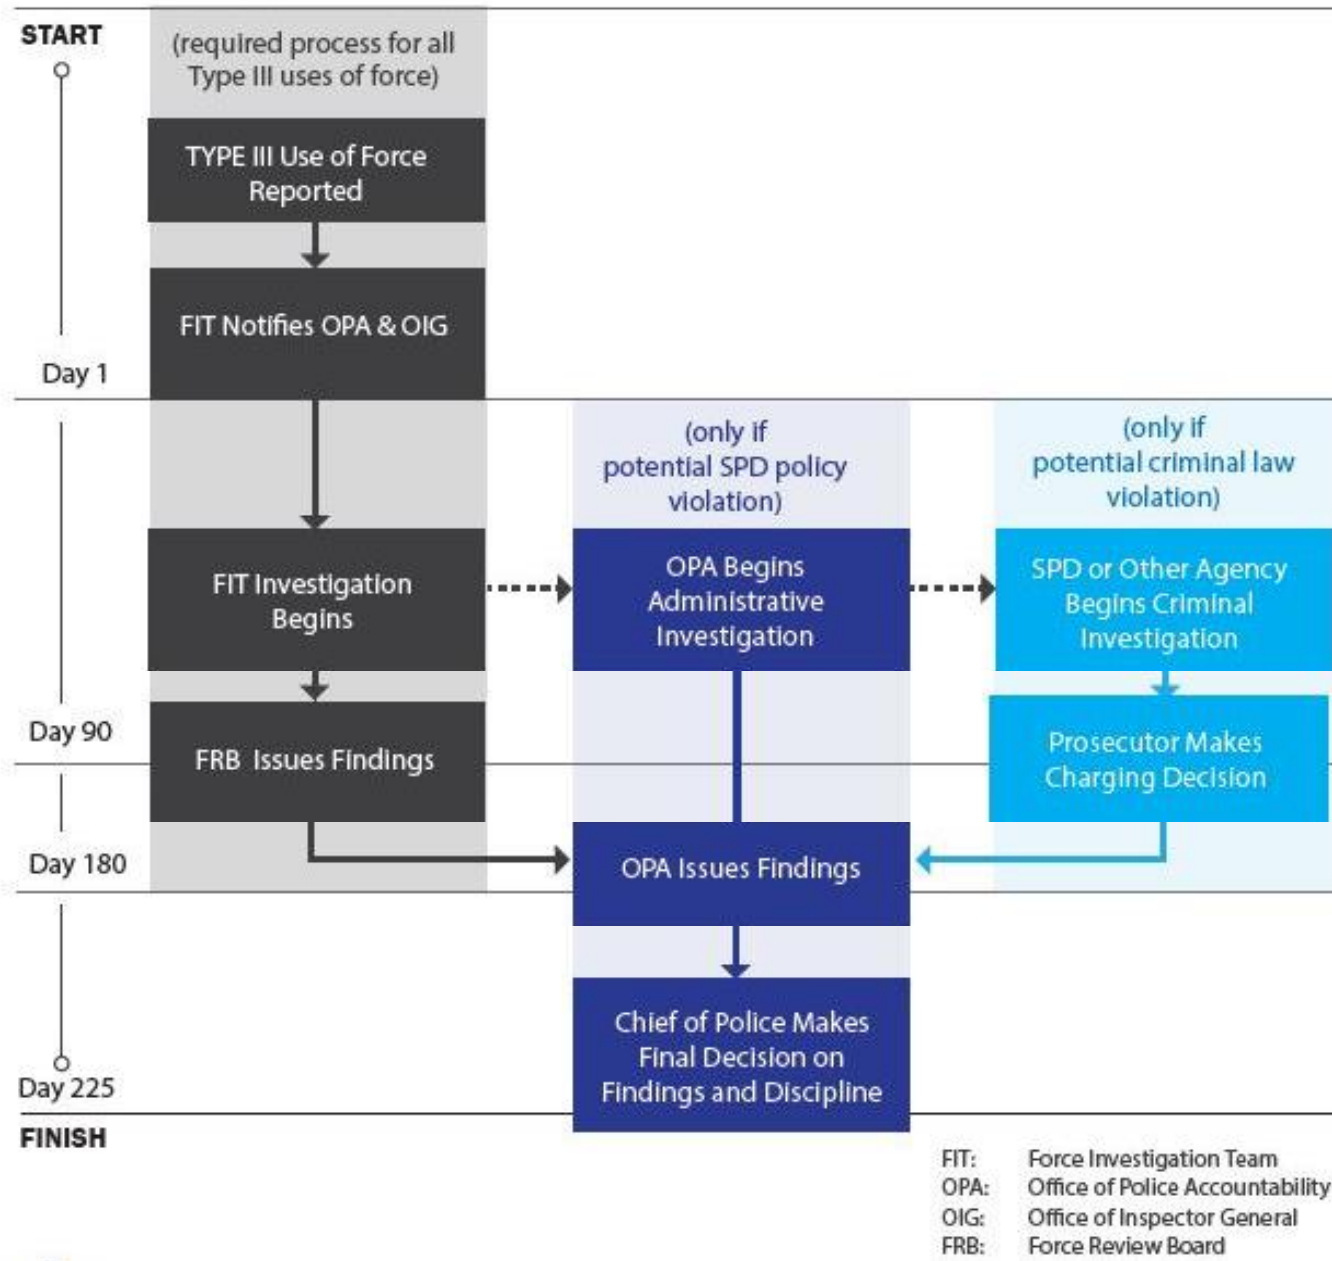 START
(required process for all
Type III uses of force)
TYPE III Use of Force
Reported
FIT Notifies OPA & OIG
Day 1
(only if
potential SPD policy
violation)
(only if
potential criminal law
violation)
FIT Investigation
Begins
OPA Begins
Administrative
Investigation
SPD or Other Agency
Begins Criminal
Investigation
Day 90
FRB Issues Findings
Prosecutor Makes
Charging Decision
Day 180
OPA Issues Findings
Chief of Police Makes
Final Decision on
Findings and Discipline
Day 225
FINISH
FIT: Force Investigation Team
OPA: Office of Police Accountability
OIG: Office of Inspector General
FRB: Force Review Board